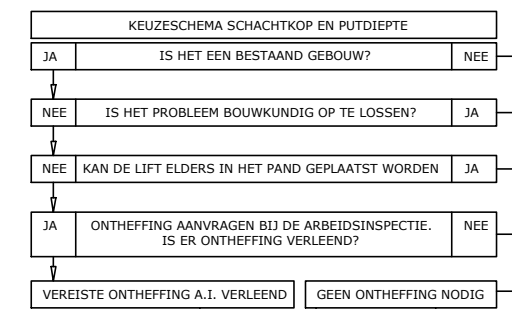 KEUZESCHEMA SCHACHTKOP EN PUTDIEPTE
JA IS HET EEN BESTAAND GEBOUW? NEE
NEE IS HET PROBLEEM BOUWKUNDIG OP TE LOSSEN? JA
NEE KAN DE LIFT ELDERS IN HET PAND GEPLAATST WORDEN JA
JA ONTHEFFING AANVRAGEN BIJ DE ARBEIDSINSPECTIE. NEE
IS ER ONTHEFFING VERLEEND?
VEREISTE ONTHEFFING A.I. VERLEEND GEEN ONTHEFFING NODIG